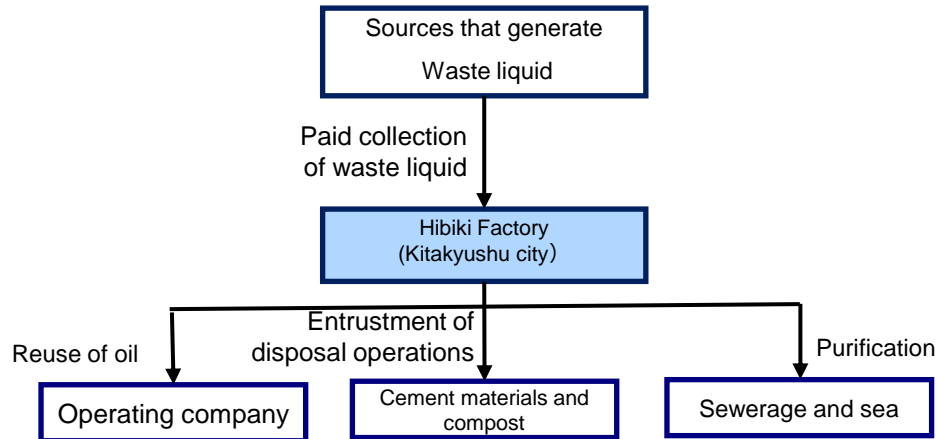 Sources that generate
Waste liquid
Paid collection
of waste liquid
Hibiki Factory
(Kitakyushu city）
Entrustment of
disposal operations
Reuse of oil
Purification
Operating company
Cement materials and
compost
Sewerage and sea